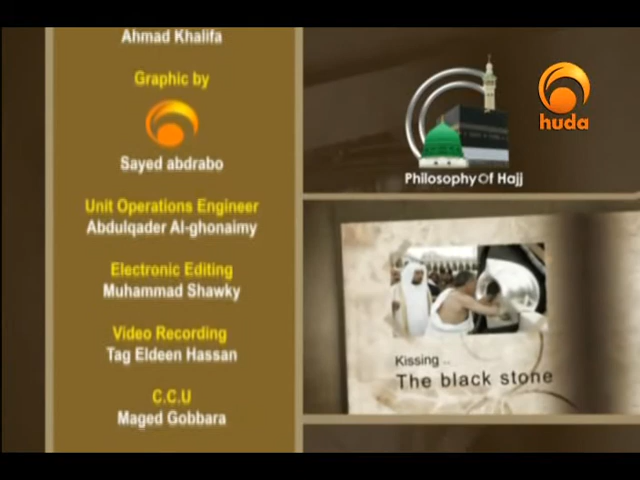 Ahmad Khalifa
Graphic by
Sayed abdrabo
Unit Operations Engineer
Abdulqader Al-ghonaimy
Electronic Editing
Muhammad Shawky
Video Recording
Tag Eldeen Hassan
C.C.U
Maged Gobbara
Philosophy Of Hajj
huda
Kissing ..
The black stone